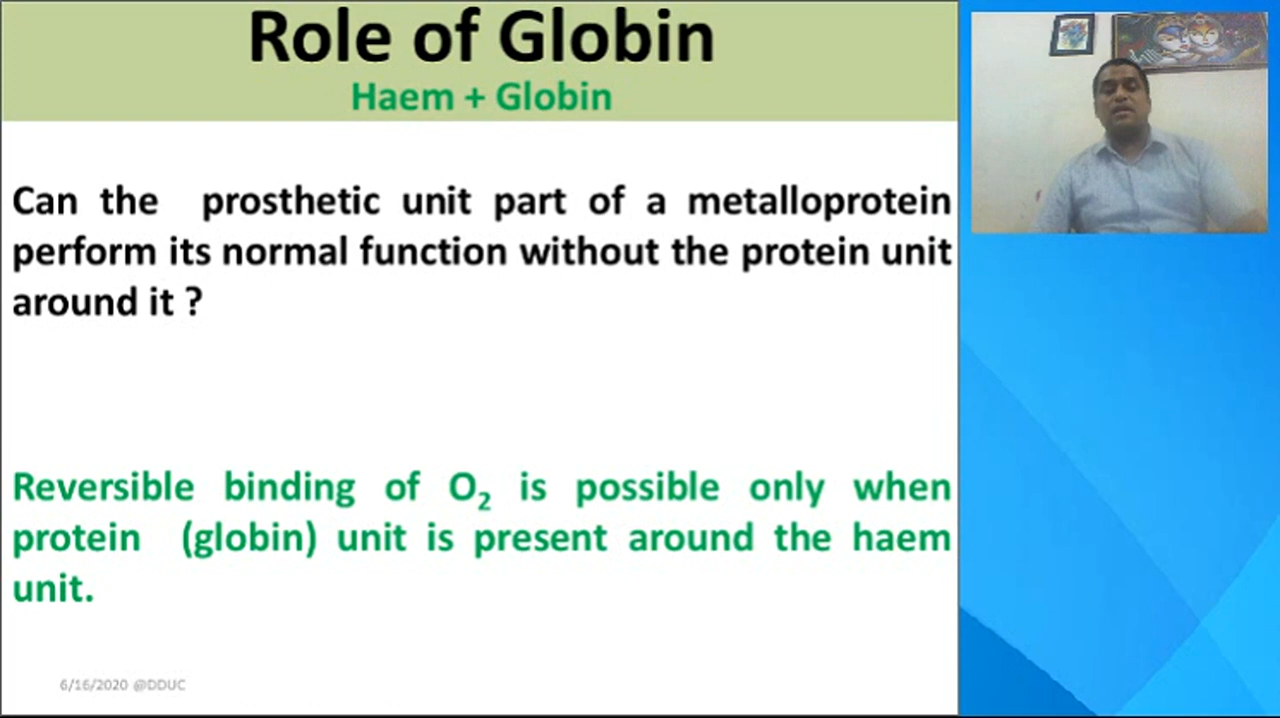 Role of Globin
Haem + Globin
Can the prosthetic unit part of a metalloprotein
perform its normal function without the protein unit
around it ?
Reversible binding of O₂ is possible only when
protein (globin) unit is present around the haem
unit.
6/16/2020 @DDUC